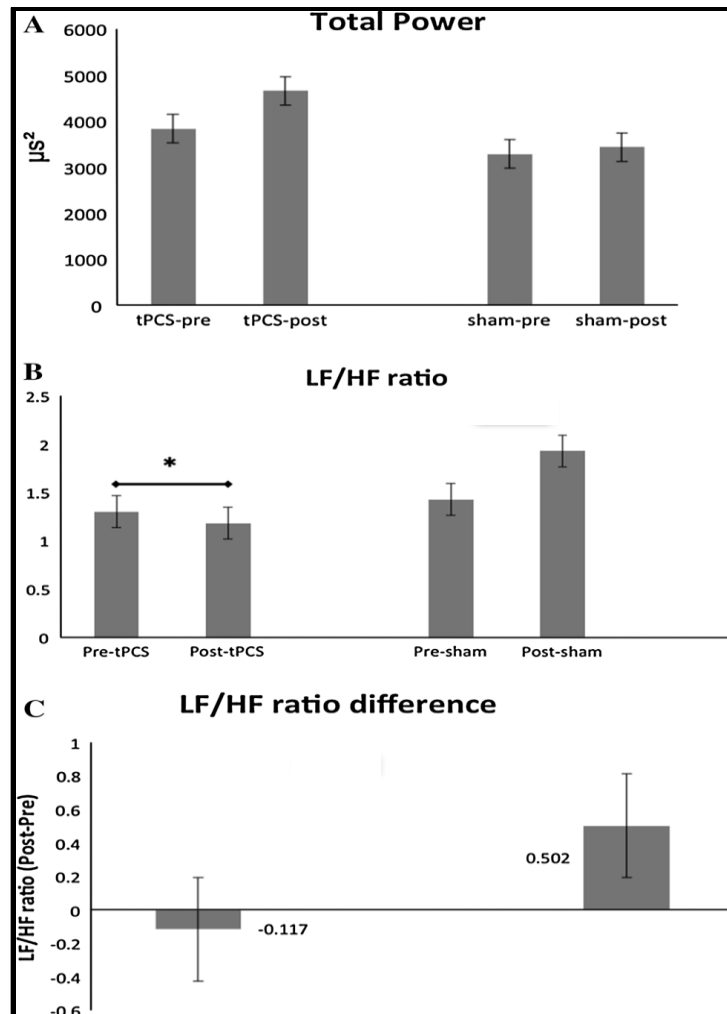 A
Total Power
6000
5000
4000
3000
2000
1000
0
µs²
tPCS-pre
tPCS-post
sham-pre
sham-post
B
LF/HF ratio
2.5
2
1.5
1
0.5
0
*
Pre-tPCS
Post-tPCS
Pre-sham
Post-sham
C
LF/HF ratio difference
1
0.8
0.6
0.4
0.2
0
-0.2
-0.4
-0.6
LF/HF ratio (Post-Pre)
-0.117
0.502